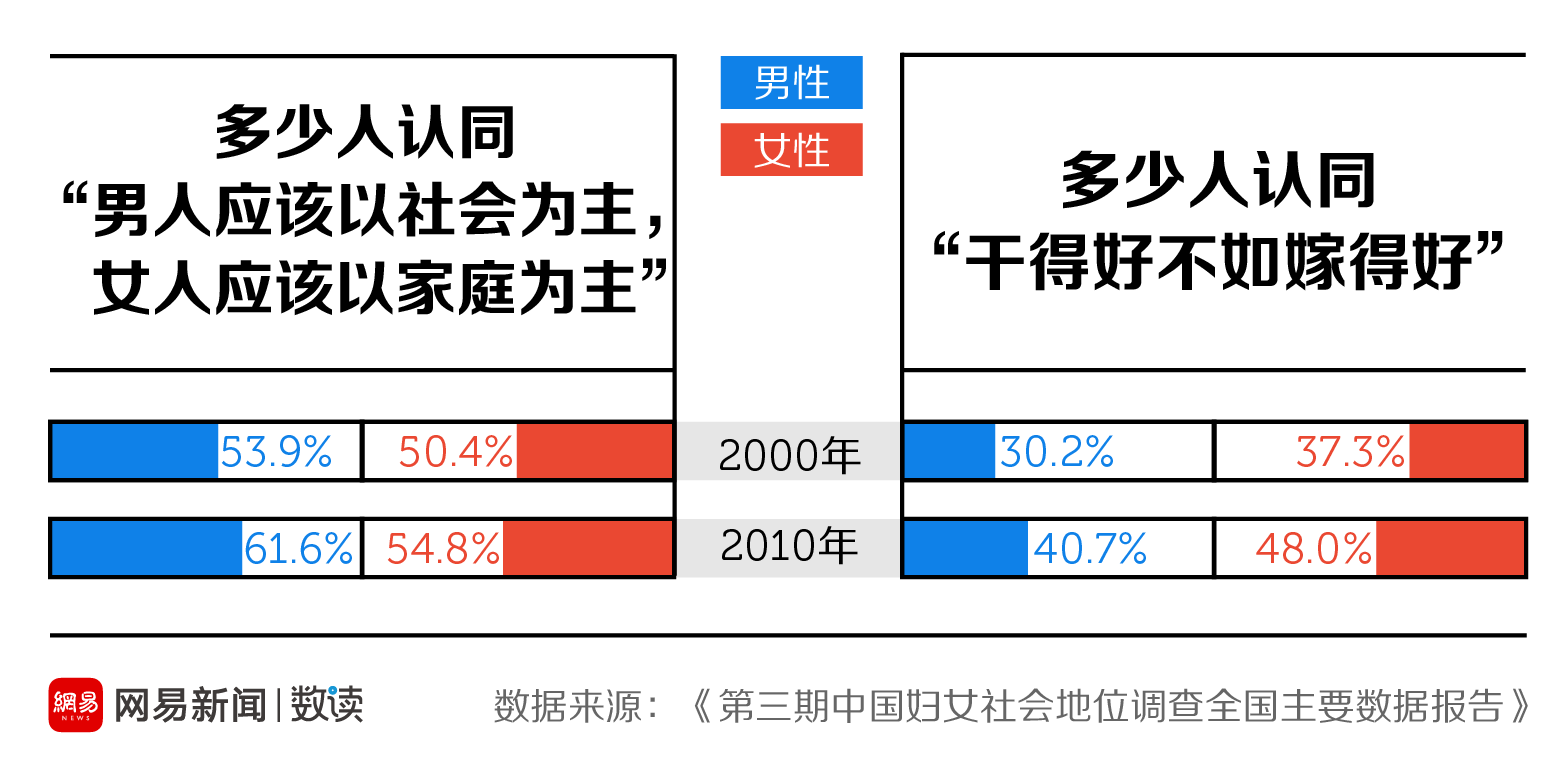 多少人认同
“男人应该以社会为主，
女人应该以家庭为主”
男性
女性
多少人认同
“干得好不如嫁得好”
53.9% 50.4% 2000年 30.2% 37.3%
61.6% 54.8% 2010年 40.7% 48.0%
網易 NEWS 网易新闻 | 数读
数据来源：《第三期中国妇女社会地位调查全国主要数据报告》